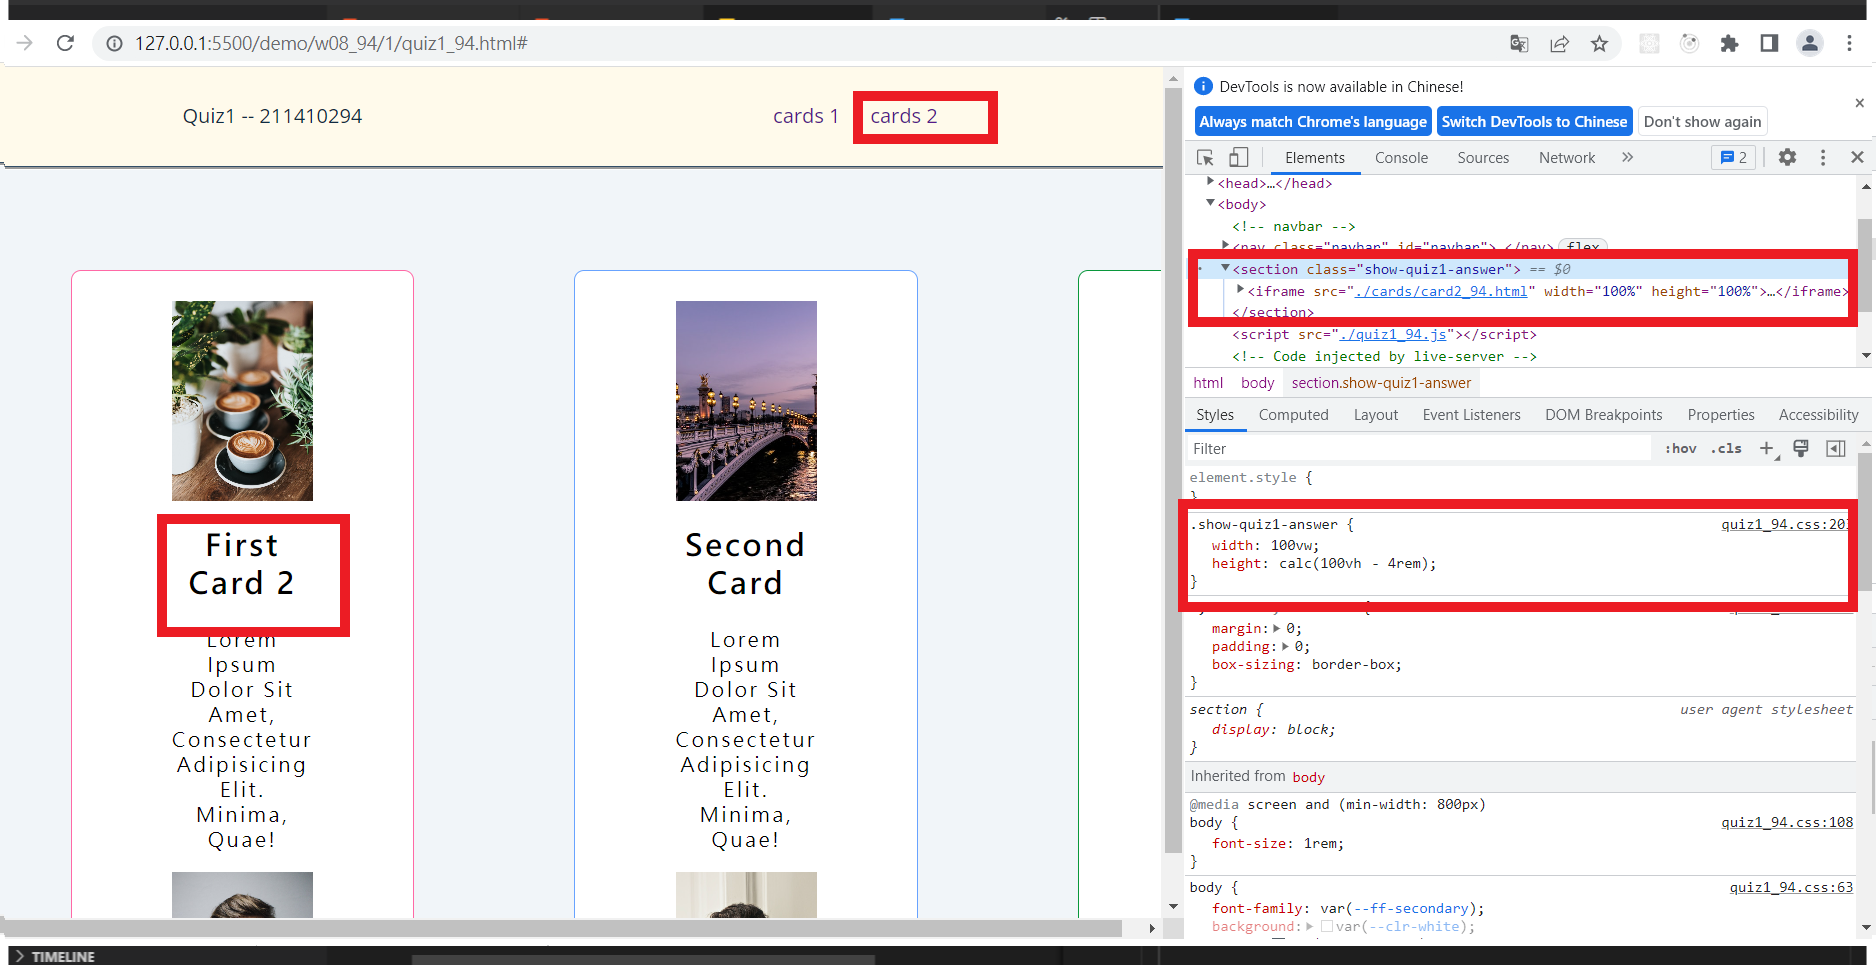 127.0.0.1:5500/demo/w08_94/1/quiz1_94.html#
Quiz1 -- 211410294
cards 1
cards 2
First
Card 2
Lorem
Ipsum
Dolor Sit
Amet,
Consectetur
Adipisicing
Elit.
Minima,
Quae!
Second
Card
Lorem
Ipsum
Dolor Sit
Amet,
Consectetur
Adipisicing
Elit.
Minima,
Quae!
DevTools is now available in Chinese!
Always match Chrome's language
Switch DevTools to Chinese
Don't show again
Elements Console Sources Network » 2
<head>…</head>
<body>
<!-- navbar -->
<nav class="navbar" id="navbar"> </nav> flex
<section class="show-quiz1-answer"> == $0
<iframe src="./cards/card2_94.html" width="100%" height="100%">…</iframe>
</section>
<script src="./quiz1_94.js"></script>
<!-- Code injected by live-server -->
html body section.show-quiz1-answer
Styles Computed Layout Event Listeners DOM Breakpoints Properties Accessibility
Filter :hov .cls
element.style {
}
.show-quiz1-answer { quiz1_94.css:20
width: 100vw;
height: calc(100vh - 4rem);
}
margin: 0;
padding: 0;
box-sizing: border-box;
}
section { user agent stylesheet
display: block;
}
Inherited from body
@media screen and (min-width: 800px)
body { quiz1_94.css:108
font-size: 1rem;
}
body { quiz1_94.css:63
font-family: var(--ff-secondary);
background: var(--clr-white);
TIMELINE